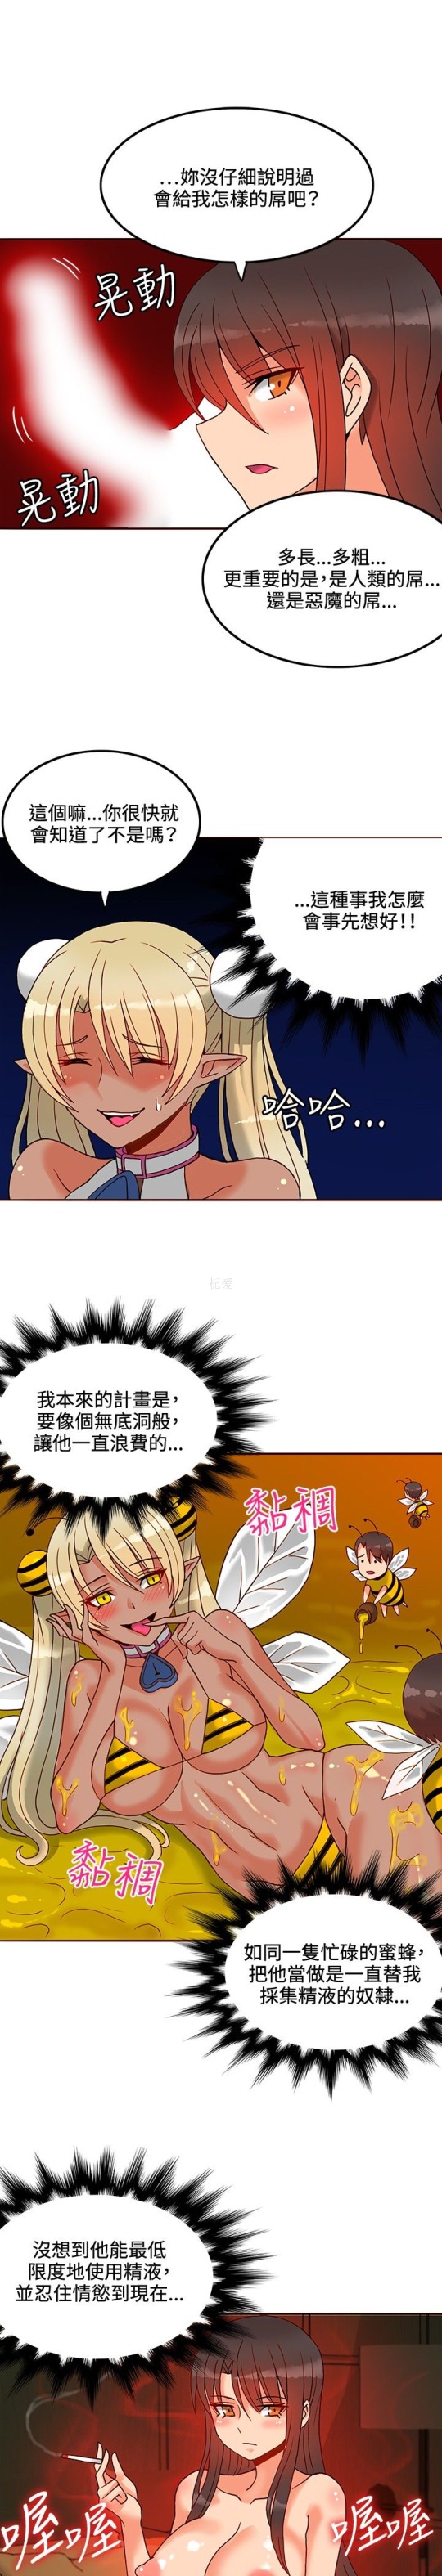 ...妳沒仔細說明過
會給我怎樣的屌吧?
晃動
晃動
多長...多粗...
更重要的是,是人類的屌...
還是惡魔的屌...
這個嘛...你很快就
會知道了不是嗎?
...這種事我怎麼
會事先想好!!
哈哈...
我本來的計畫是,
要像個無底洞般,
讓他一直浪費的...
黏稠
黏稠
如同一隻忙碌的蜜蜂,
把他當做是一直替我
採集精液的奴隸...
沒想到他能最低
限度地使用精液,
並忍住情慾到現在...
喔喔
喔喔